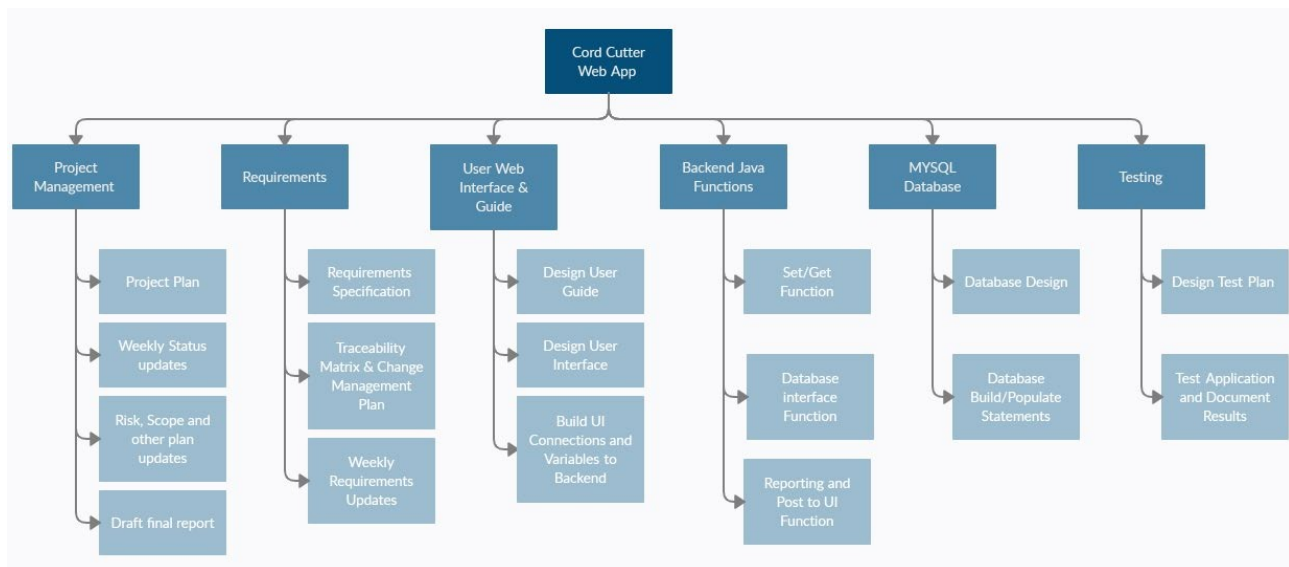 Cord Cutter
Web App
Project
Management
Requirements
User Web
Interface &
Guide
Backend Java
Functions
MYSQL
Database
Testing
Project Plan
Weekly Status
updates
Risk, Scope and
other plan
updates
Draft final report
Requirements
Specification
Traceability
Matrix & Change
Management
Plan
Weekly
Requirements
Updates
Design User
Guide
Design User
Interface
Build UI
Connections and
Variables to
Backend
Set/Get
Function
Database
interface
Function
Reporting and
Post to UI
Function
Database Design
Database
Build/Populate
Statements
Design Test Plan
Test Application
and Document
Results